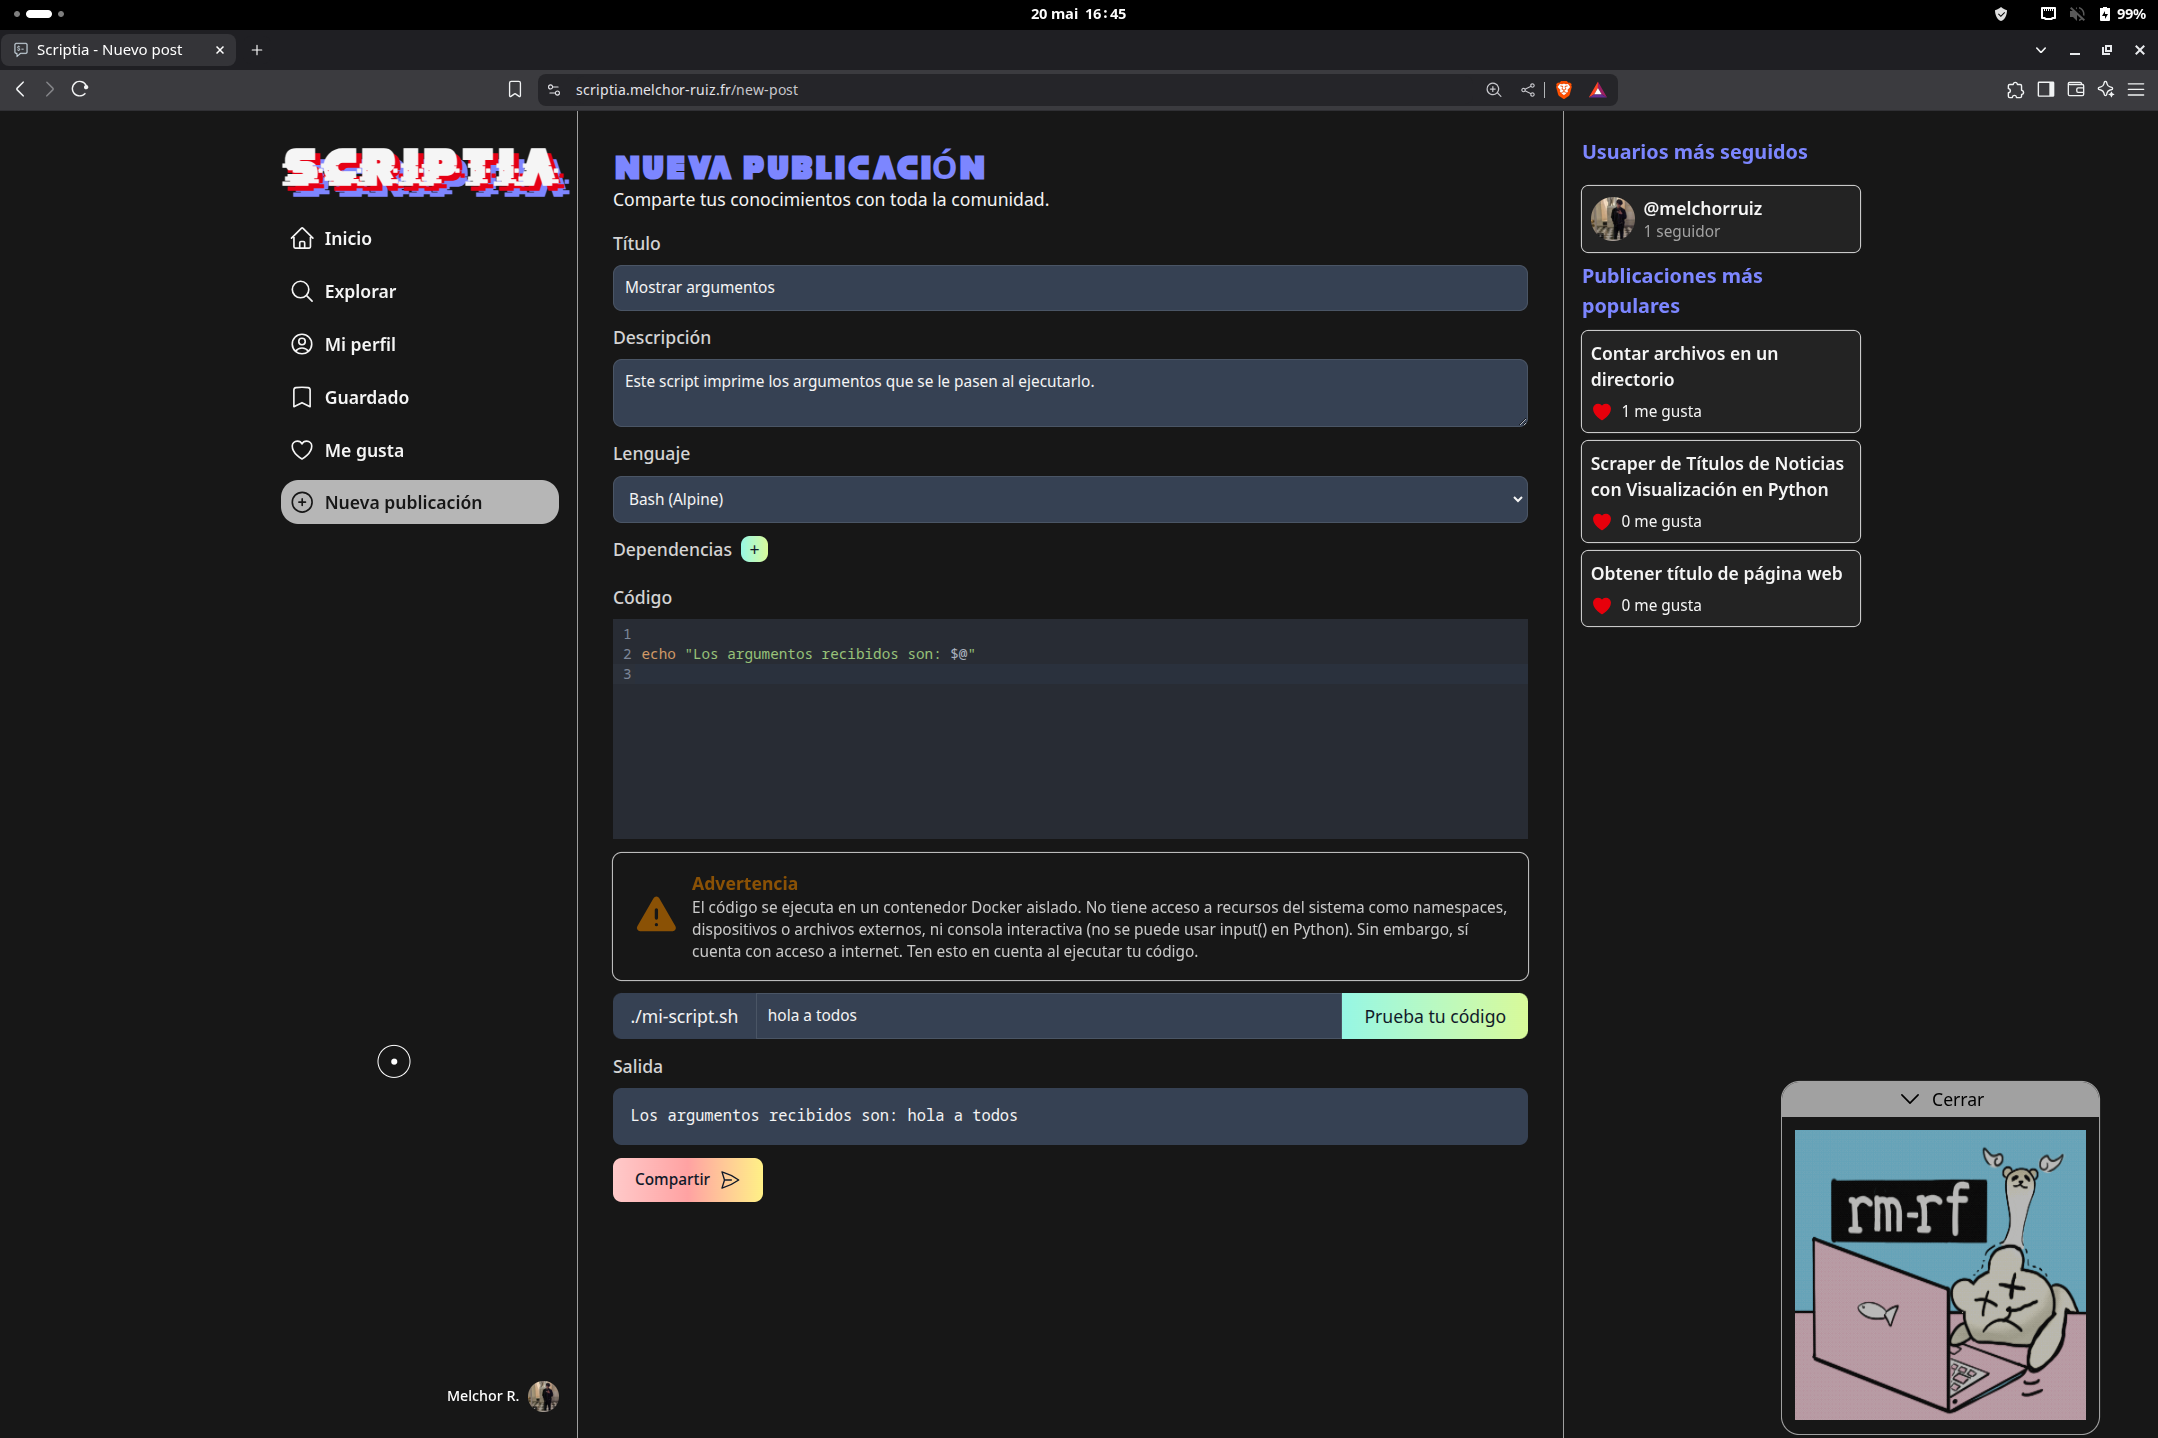 20 mai 16:45
99%
Scriptia - Nuevo post
scriptia.melchor-ruiz.fr/new-post
SCRIPTIA
Inicio
Explorar
Mi perfil
Guardado
Me gusta
Nueva publicación
Melchor R.
NUEVA PUBLICACIÓN
Comparte tus conocimientos con toda la comunidad.
Título
Mostrar argumentos
Descripción
Este script imprime los argumentos que se le pasen al ejecutarlo.
Lenguaje
Bash (Alpine)
Dependencias +
Código
1
2 echo "Los argumentos recibidos son: $@"
3
Advertencia
El código se ejecuta en un contenedor Docker aislado. No tiene acceso a recursos del sistema como namespaces,
dispositivos o archivos externos, ni consola interactiva (no se puede usar input() en Python). Sin embargo, sí
cuenta con acceso a internet. Ten esto en cuenta al ejecutar tu código.
./mi-script.sh hola a todos Prueba tu código
Salida
Los argumentos recibidos son: hola a todos
Compartir
Usuarios más seguidos
@melchorruiz
1 seguidor
Publicaciones más
populares
Contar archivos en un
directorio
1 me gusta
Scraper de Títulos de Noticias
con Visualización en Python
0 me gusta
Obtener título de página web
0 me gusta
Cerrar
rm-rf